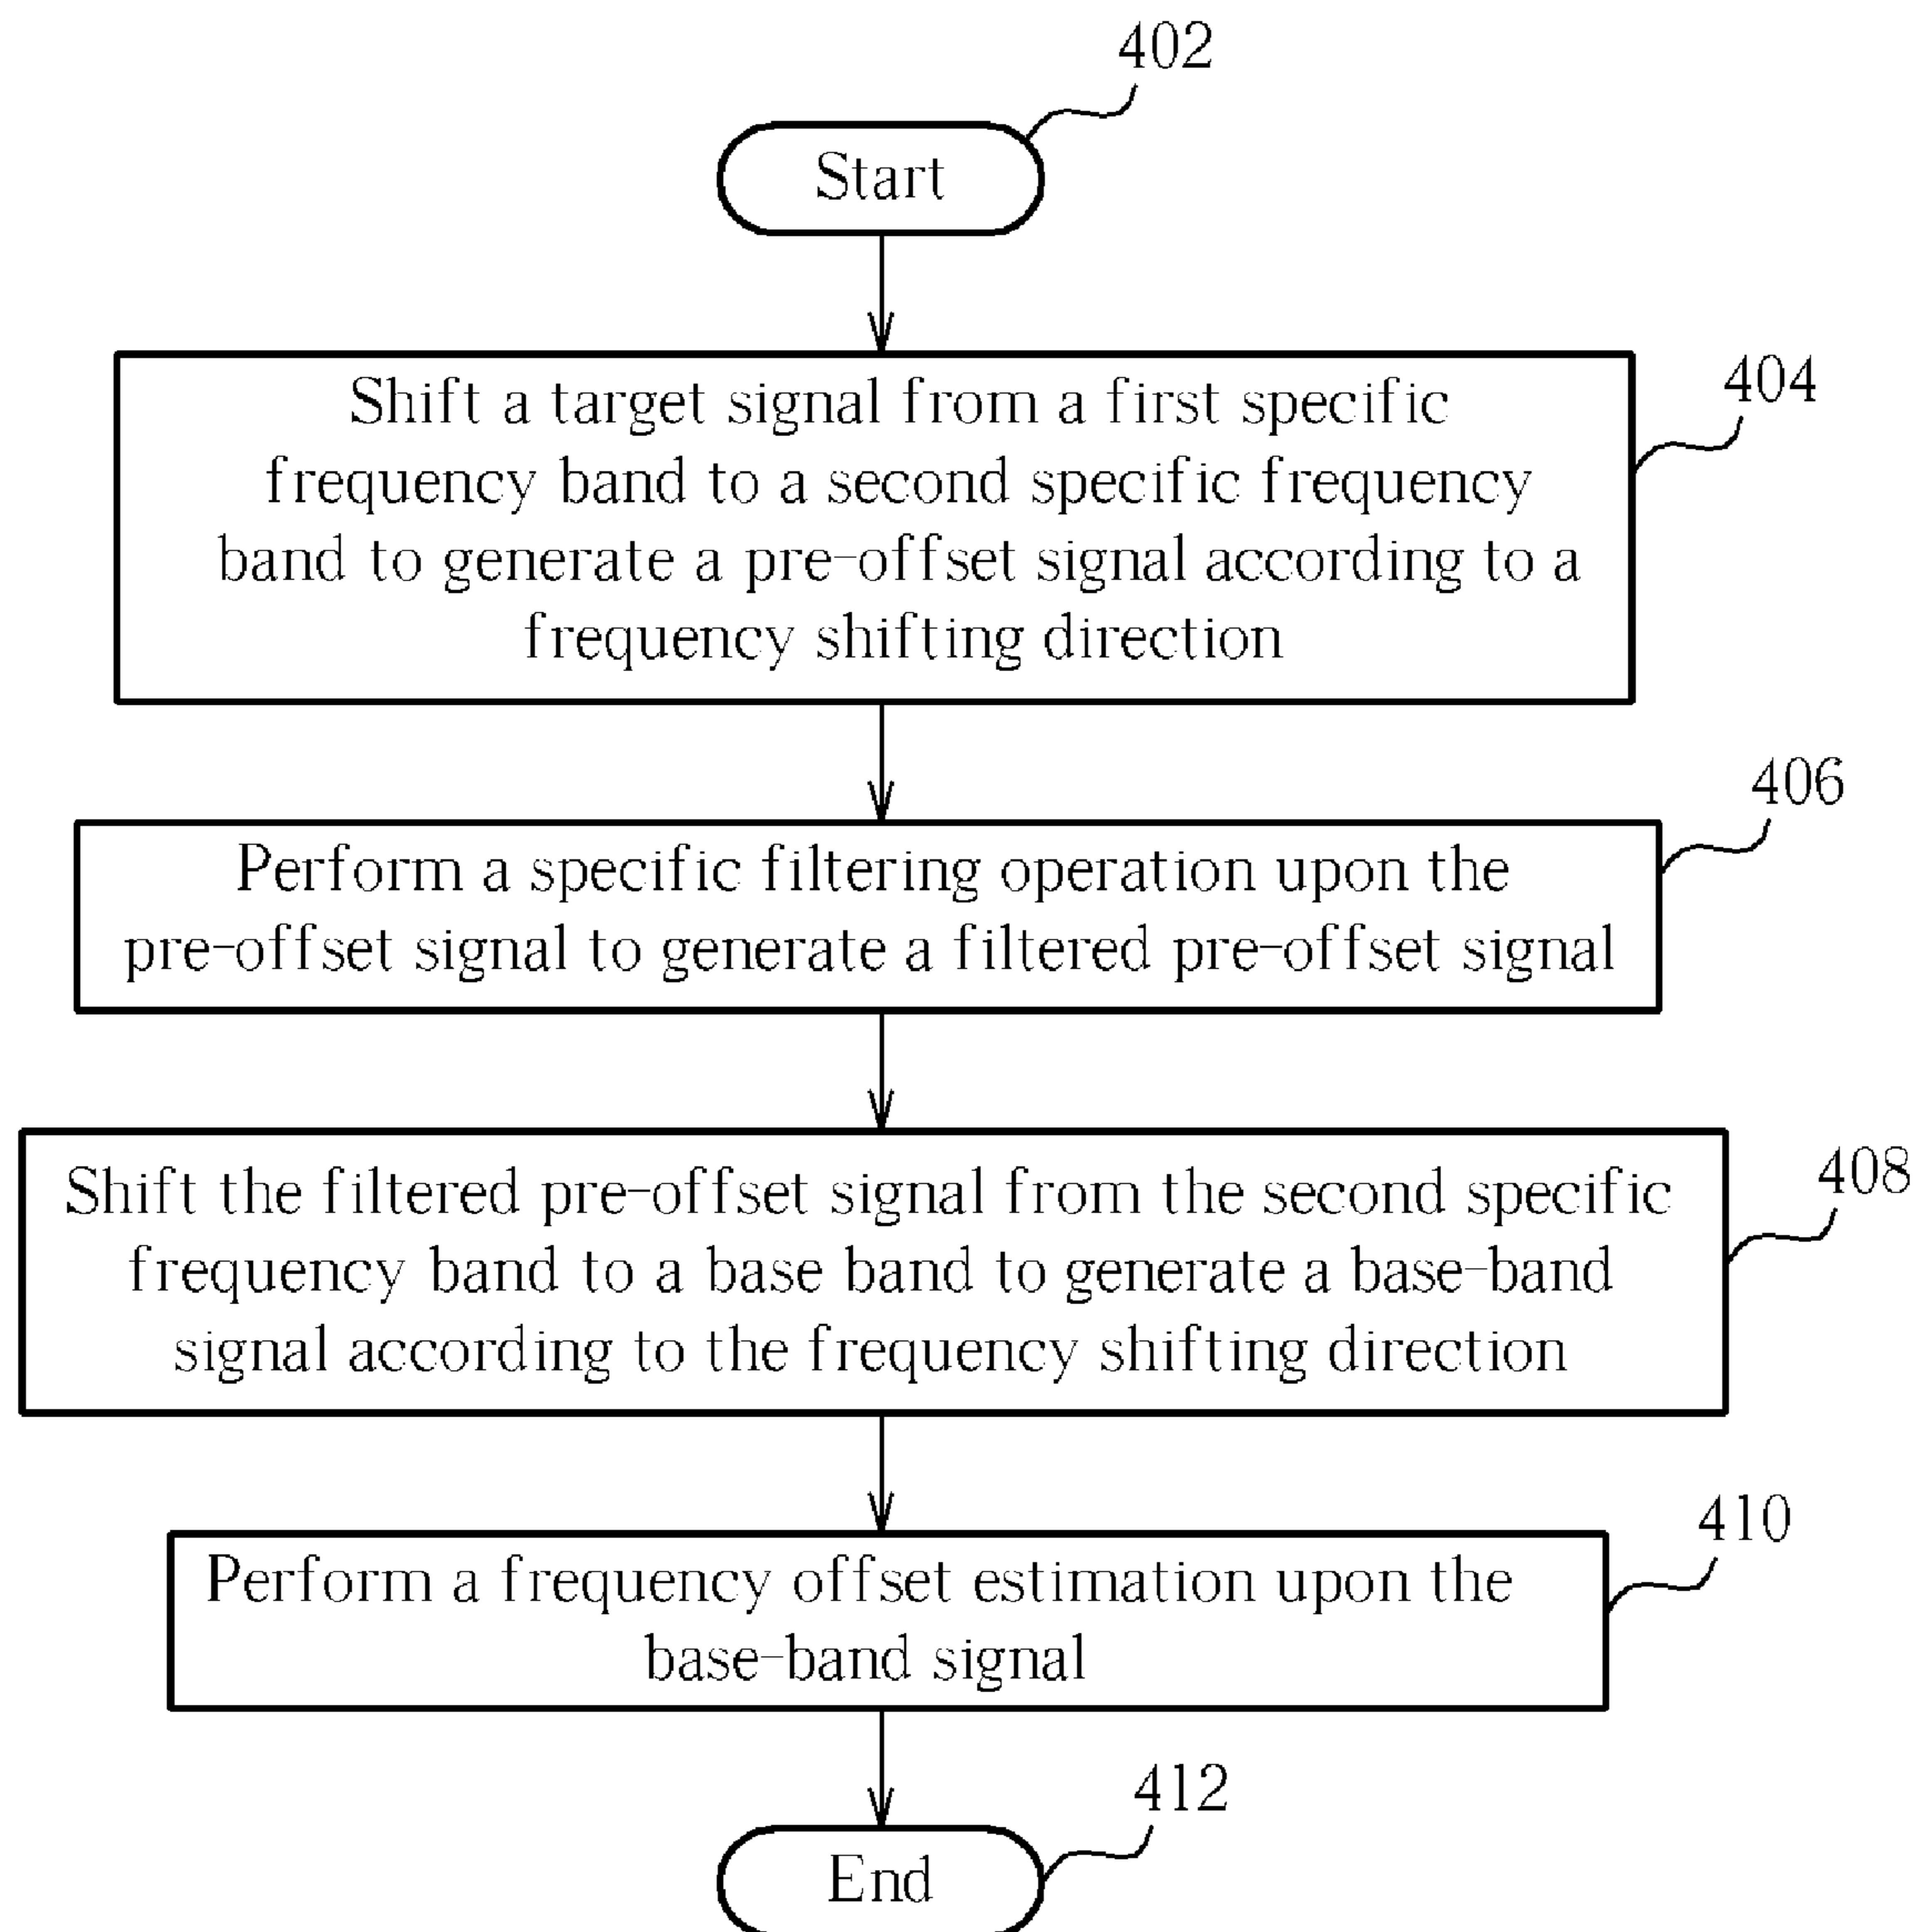 402
Start
404
Shift a target signal from a first specific
frequency band to a second specific frequency
band to generate a pre-offset signal according to a
frequency shifting direction
406
Perform a specific filtering operation upon the
pre-offset signal to generate a filtered pre-offset signal
408
Shift the filtered pre-offset signal from the second specific
frequency band to a base band to generate a base-band
signal according to the frequency shifting direction
410
Perform a frequency offset estimation upon the
base-band signal
412
End